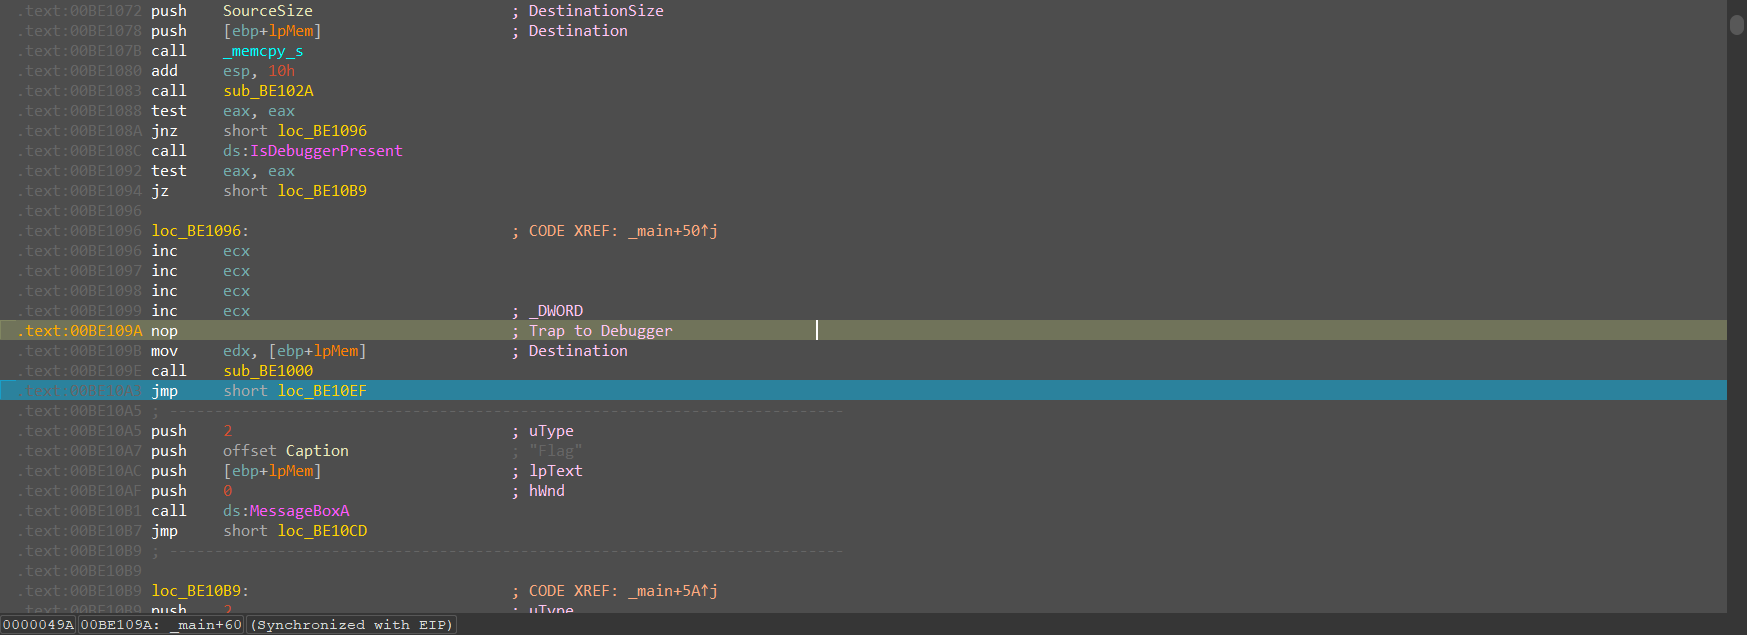 .text:00BE1072 push SourceSize ; DestinationSize
.text:00BE1078 push [ebp+lpMem] ; Destination
.text:00BE107B call _memcpy_s
.text:00BE1080 add esp, 10h
.text:00BE1083 call sub_BE102A
.text:00BE1088 test eax, eax
.text:00BE108A jnz short loc_BE1096
.text:00BE108C call ds:IsDebuggerPresent
.text:00BE1092 test eax, eax
.text:00BE1094 jz short loc_BE10B9
.text:00BE1096
.text:00BE1096 loc_BE1096: ; CODE XREF: _main+50↑j
.text:00BE1096 inc ecx
.text:00BE1097 inc ecx
.text:00BE1098 inc ecx
.text:00BE1099 inc ecx ; _DWORD
.text:00BE109A nop ; Trap to Debugger
.text:00BE109B mov edx, [ebp+lpMem] ; Destination
.text:00BE109E call sub_BE1000
.text:00BE10A3 jmp short loc_BE10EF
.text:00BE10A5 ; ---------------------------------------------------------------------------
.text:00BE10A5 push 2 ; uType
.text:00BE10A7 push offset Caption ; "Flag"
.text:00BE10AC push [ebp+lpMem] ; lpText
.text:00BE10AF push 0 ; hWnd
.text:00BE10B1 call ds:MessageBoxA
.text:00BE10B7 jmp short loc_BE10CD
.text:00BE10B9 ; ---------------------------------------------------------------------------
.text:00BE10B9
.text:00BE10B9 loc_BE10B9: ; CODE XREF: _main+5A↑j
.text:00BE10B9 push 2 ; uType
0000049A 00BE109A: _main+60 (Synchronized with EIP)